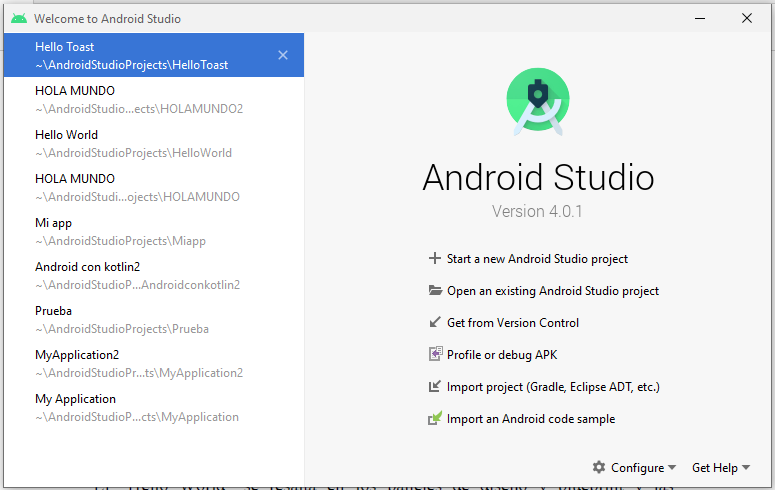 Welcome to Android Studio
Hello Toast
~\AndroidStudioProjects\HelloToast
HOLA MUNDO
~\AndroidStudio...ects\HOLAMUNDO2
Hello World
~\AndroidStudioProjects\HelloWorld
HOLA MUNDO
~\AndroidStudi...ojects\HOLAMUNDO
Mi app
~\AndroidStudioProjects\Miapp
Android con kotlin2
~\AndroidStudioP...Androidconkotlin2
Prueba
~\AndroidStudioProjects\Prueba
MyApplication2
~\AndroidStudioPr...ts\MyApplication2
My Application
~\AndroidStudioP...cts\MyApplication
Android Studio
Version 4.0.1
Start a new Android Studio project
Open an existing Android Studio project
Get from Version Control
Profile or debug APK
Import project (Gradle, Eclipse ADT, etc.)
Import an Android code sample
Configure
Get Help